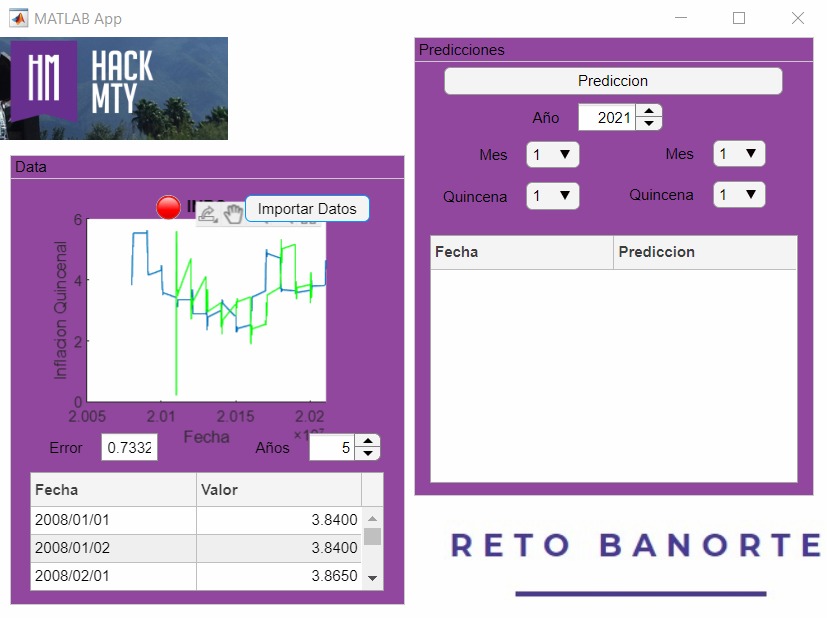 MATLAB App
HM
HACK
MTY
Data
Importar Datos
6
4
2
0
Inflacion Quincenal
2.005
2.01
2.015
2.02
Fecha
Error
0.7332
Años
5
Fecha
Valor
2008/01/01
3.8400
2008/01/02
3.8400
2008/02/01
3.8650
Predicciones
Prediccion
Año
2021
Mes
1
Mes
1
Quincena
1
Quincena
1
Fecha
Prediccion
RETO BANORTE